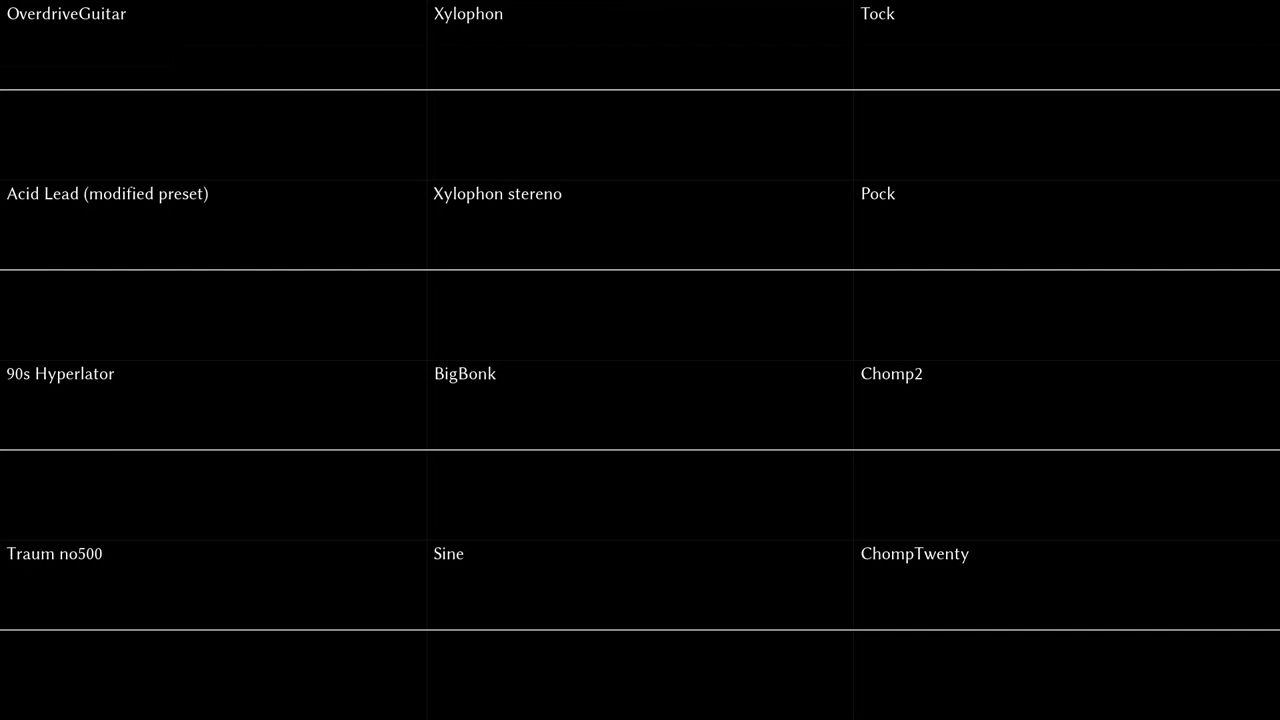 OverdriveGuitar
Xylophon
Tock
Acid Lead (modified preset)
Xylophon stereno
Pock
90s Hyperlator
BigBonk
Chomp2
Traum no500
Sine
ChompTwenty